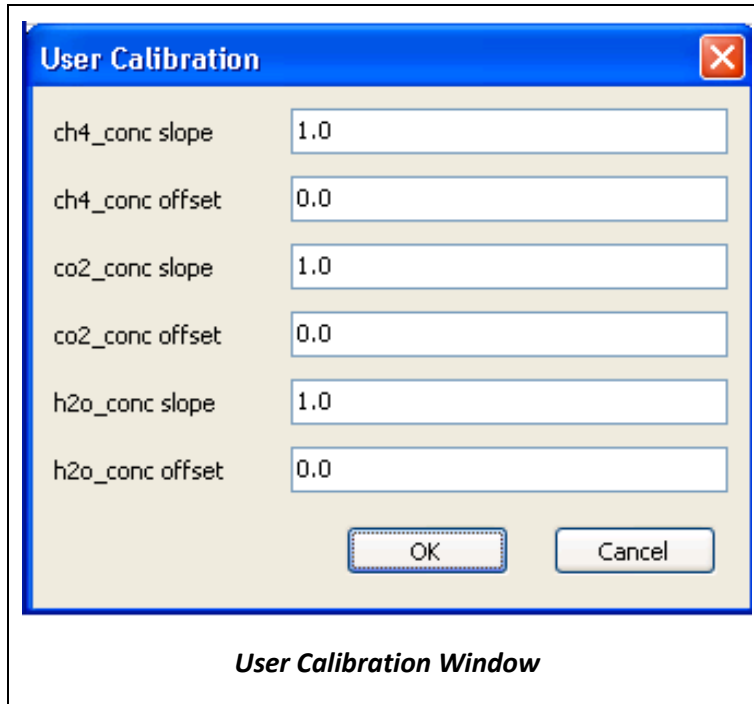 User Calibration
ch4_conc slope 1.0
ch4_conc offset 0.0
co2_conc slope 1.0
co2_conc offset 0.0
h2o_conc slope 1.0
h2o_conc offset 0.0
OK Cancel
User Calibration Window